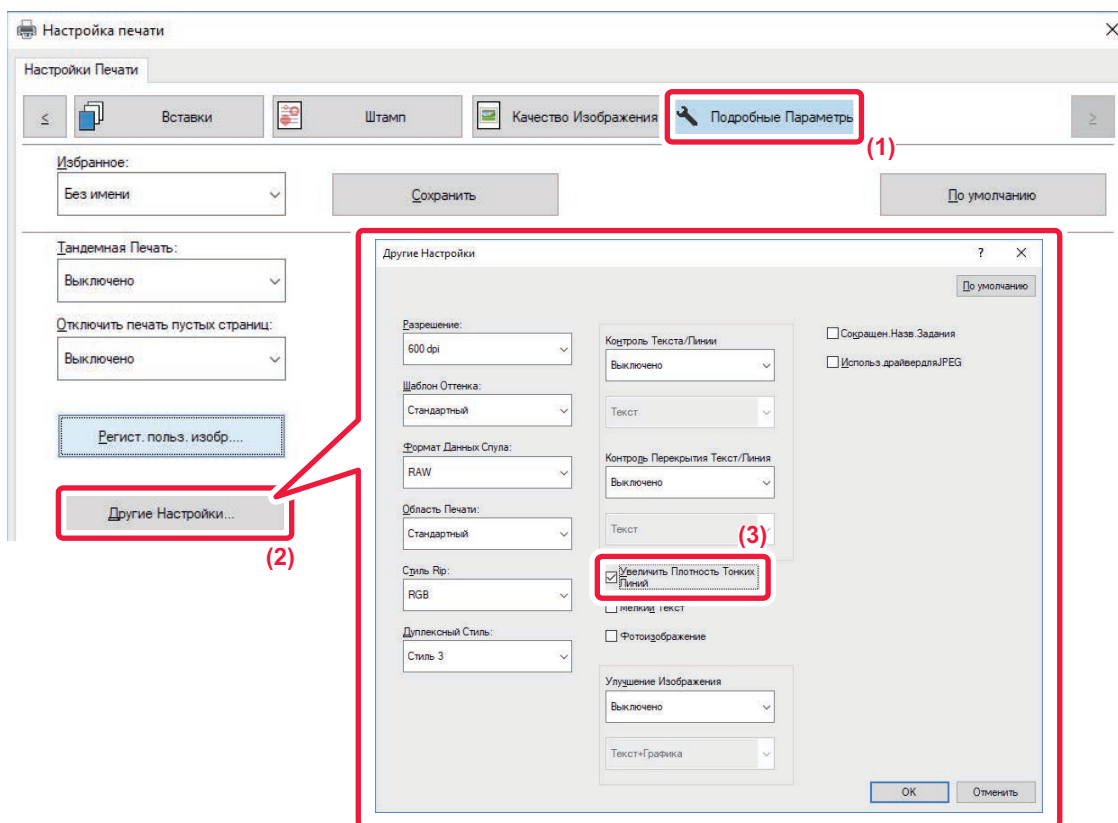 Настройка печати
Настройки Печати
<
Вставки
Штамп
Качество Изображения
Подробные Параметры
>
(1)
Избранное:
Без имени
Сохранить
По умолчанию
Тандемная Печать:
Выключено
Отключить печать пустых страниц:
Выключено
Регист. польз. изобр....
Другие Настройки...
(2)
Другие Настройки
?
По умолчанию
Разрешение:
600 dpi
Шаблон Оттенка:
Стандартный
Формат Данных Спула:
RAW
Область Печати:
Стандартный
Стиль Rip:
RGB
Дуплексный Стиль:
Стиль 3
Контроль Текста/Линии
Выключено
Текст
Контроль Перекрытия Текст/Линия
Выключено
Текст
(3)
Увеличить Плотность Тонких
Линий
Мелкий Текст
Фотоизображение
Улучшение Изображения
Выключено
Текст+Графика
Сокращен.Назв.Задания
Использ.драйвердляJPEG
OK
Отменить